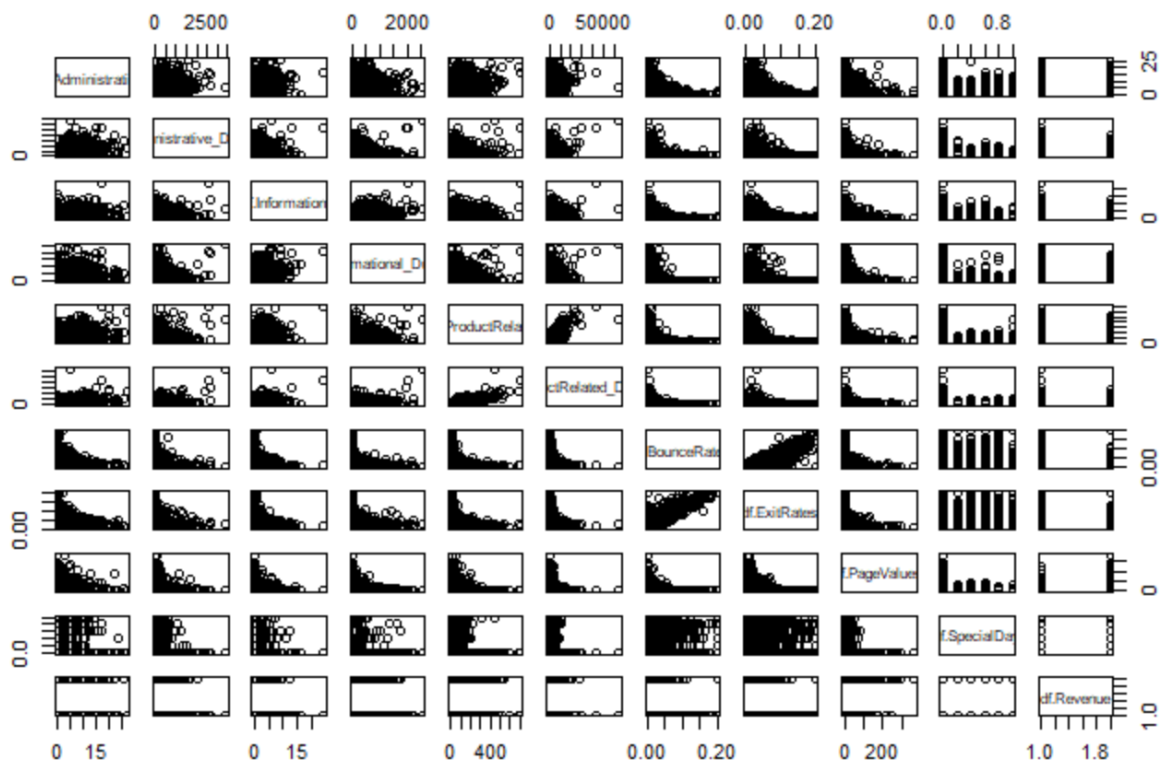 0 2500 0 2000 0 50000 0.00 0.20 0.0 0.8
Administrati
0 25
nistrative_D
0
.Information
0
mational_Du
0
ProductRela
0
ctRelated_D
0
BounceRate
0.00
df.ExitRates
0.00
f.PageValue
0
f.SpecialDa
0.0
df.Revenue
1.0
0 15 0 15 0 400 0.00 0.20 0 200 1.0 1.8